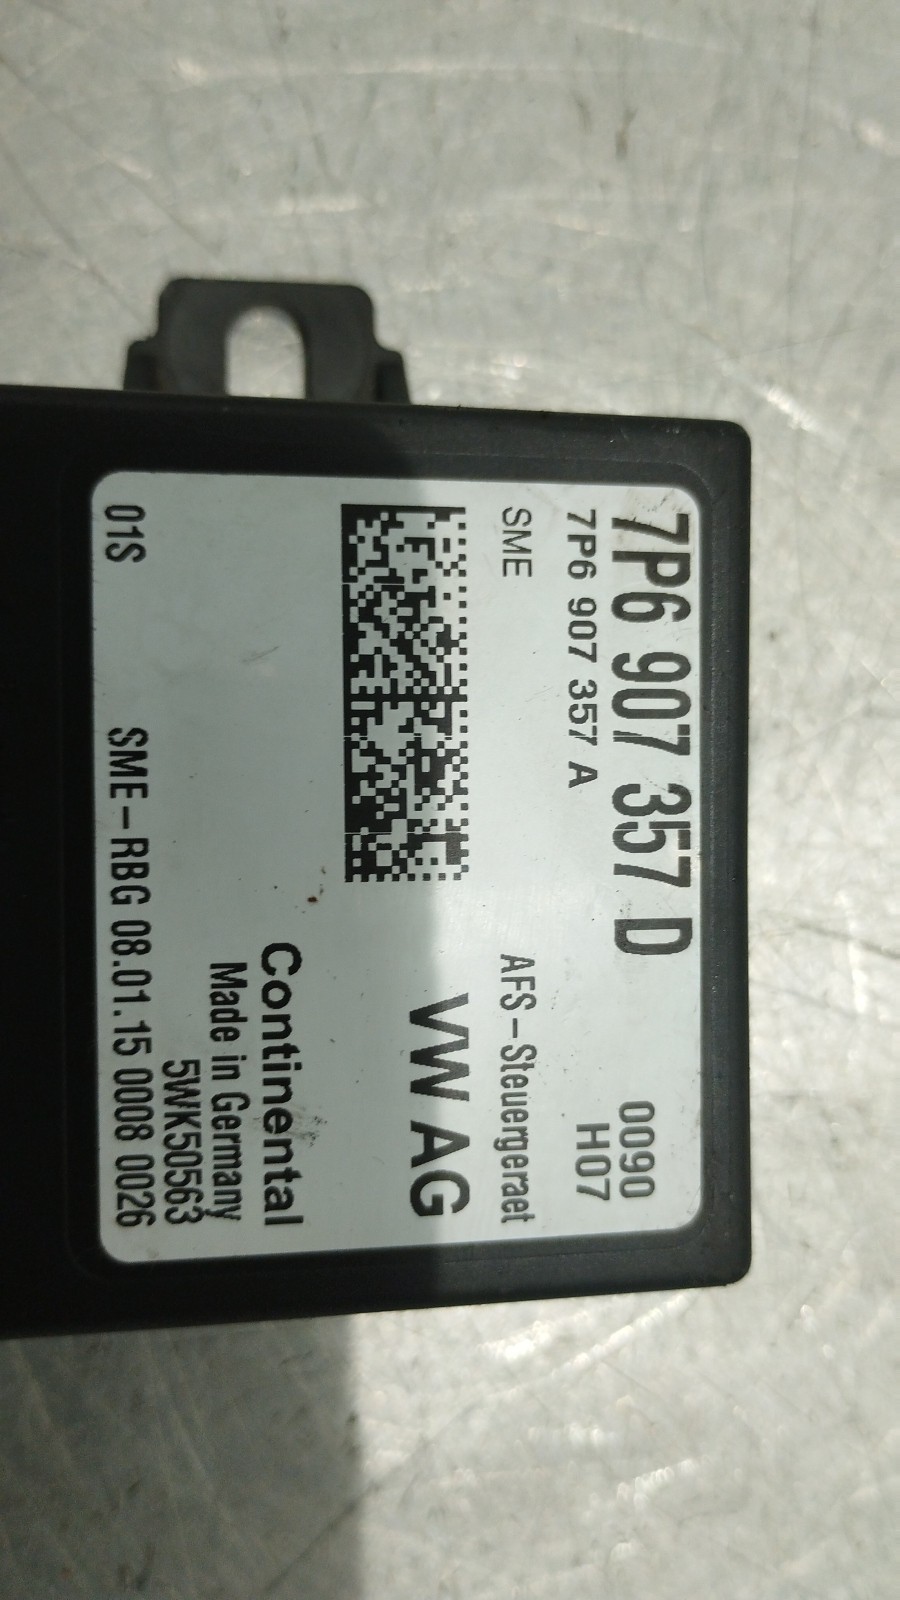 7P6 907 357 D 0090
7P6 907 357 A H07
SME AFS-Steuergeraet
VW AG
Continental
Made in Germany
5WK50563
01S SME-RBG 08.01.15 0008 0026